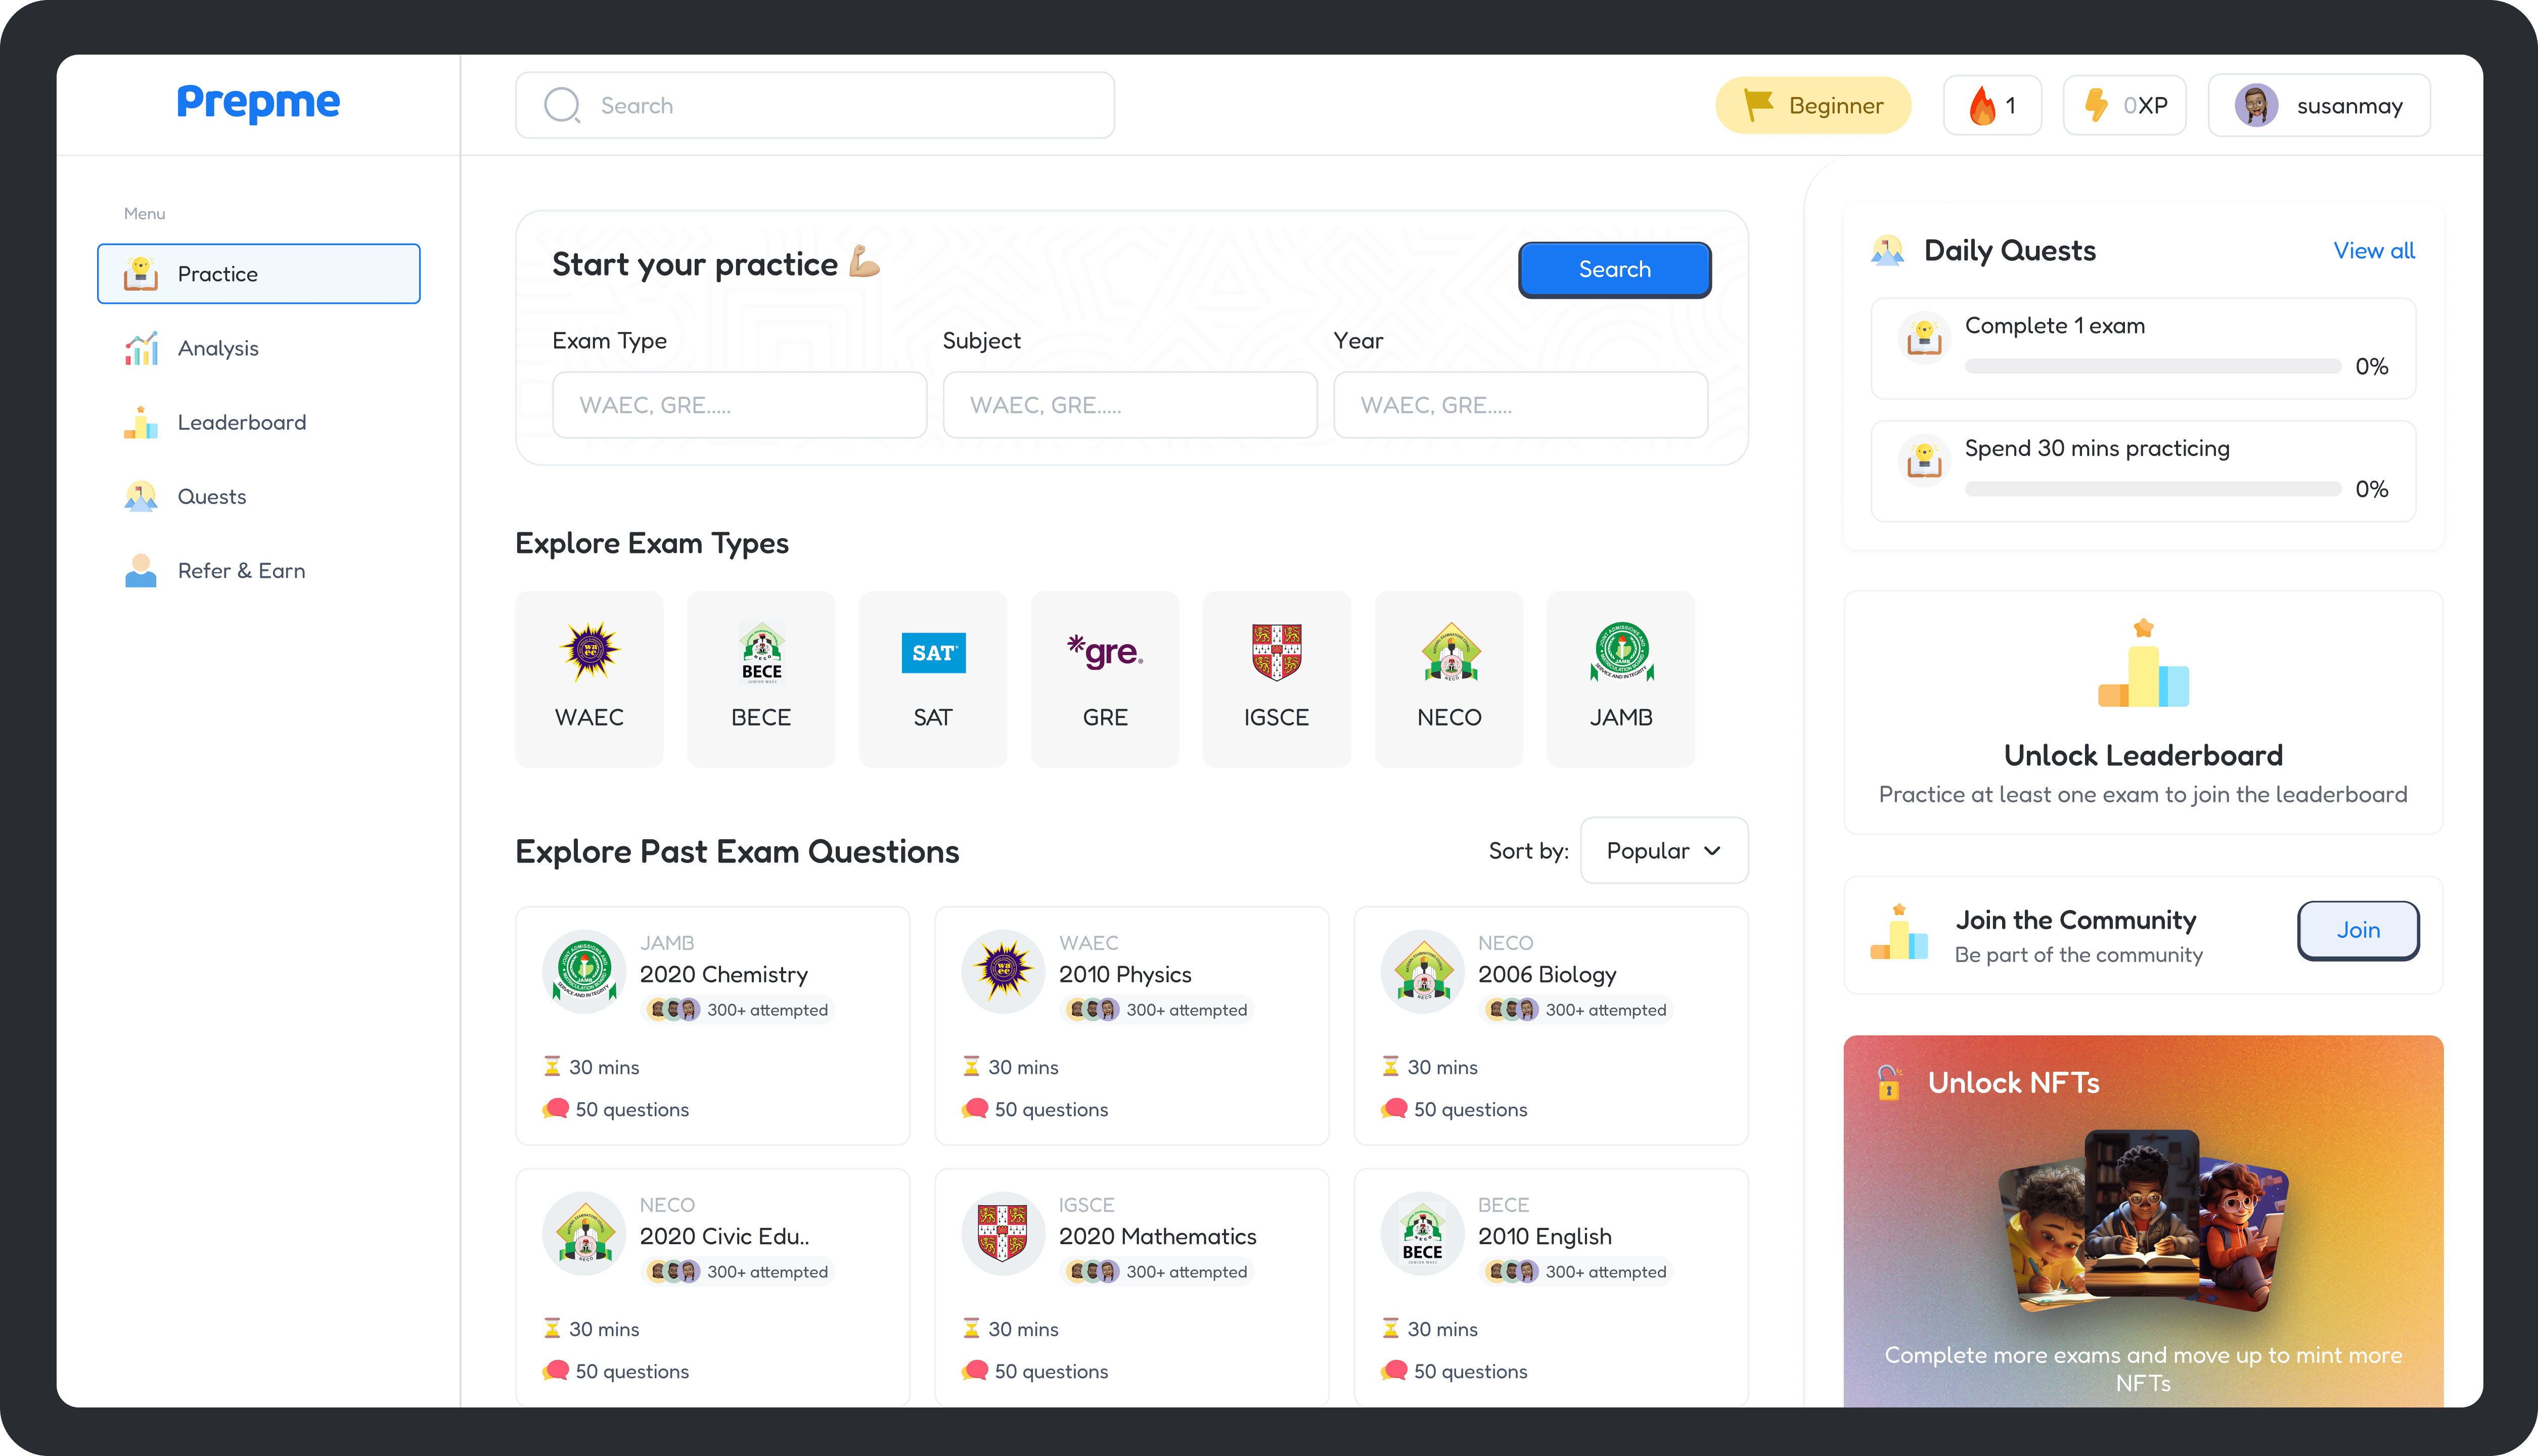 Prepme
Search
Beginner
1
0XP
susanmay
Menu
Practice
Analysis
Leaderboard
Quests
Refer & Earn
Start your practice 💪🏼
Search
Exam Type
Subject
Year
WAEC, GRE.....
WAEC, GRE.....
WAEC, GRE.....
Explore Exam Types
WAEC
BECE
BECE
SAT
SAT
gre
GRE
IGSCE
NECO
NECO
JAMB
JAMB
Explore Past Exam Questions
Sort by:
Popular
JAMB
2020 Chemistry
300+ attempted
30 mins
50 questions
WAEC
2010 Physics
300+ attempted
30 mins
50 questions
NECO
2006 Biology
300+ attempted
30 mins
50 questions
NECO
2020 Civic Edu..
300+ attempted
30 mins
50 questions
IGSCE
2020 Mathematics
300+ attempted
30 mins
50 questions
BECE
BECE
2010 English
300+ attempted
30 mins
50 questions
Daily Quests
View all
Complete 1 exam
0%
Spend 30 mins practicing
0%
Unlock Leaderboard
Practice at least one exam to join the leaderboard
Join the Community
Be part of the community
Join
Unlock NFTs
Complete more exams and move up to mint more
NFTs